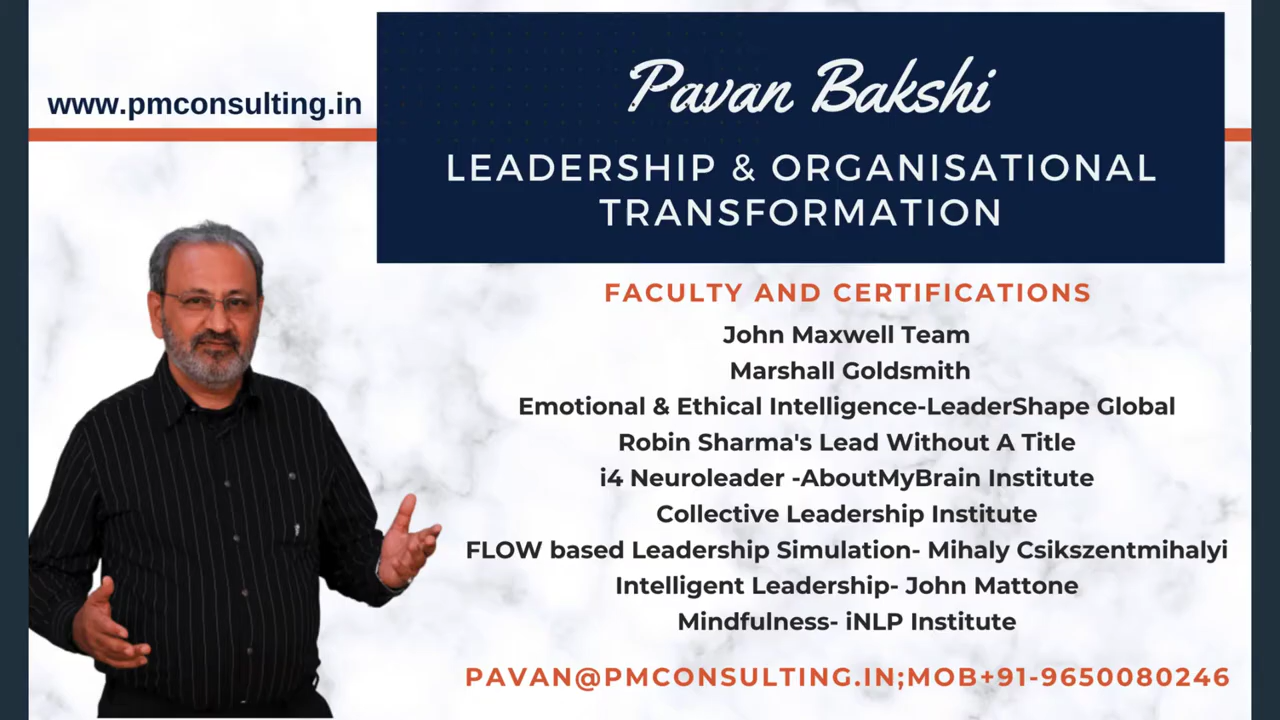 www.pmconsulting.in
Pavan Bakshi
LEADERSHIP & ORGANISATIONAL
TRANSFORMATION
FACULTY AND CERTIFICATIONS
John Maxwell Team
Marshall Goldsmith
Emotional & Ethical Intelligence-LeaderShape Global
Robin Sharma's Lead Without A Title
i4 Neuroleader -AboutMyBrain Institute
Collective Leadership Institute
FLOW based Leadership Simulation- Mihaly Csikszentmihalyi
Intelligent Leadership- John Mattone
Mindfulness- iNLP Institute
PAVAN@PMCONSULTING.IN;MOB+91-9650080246